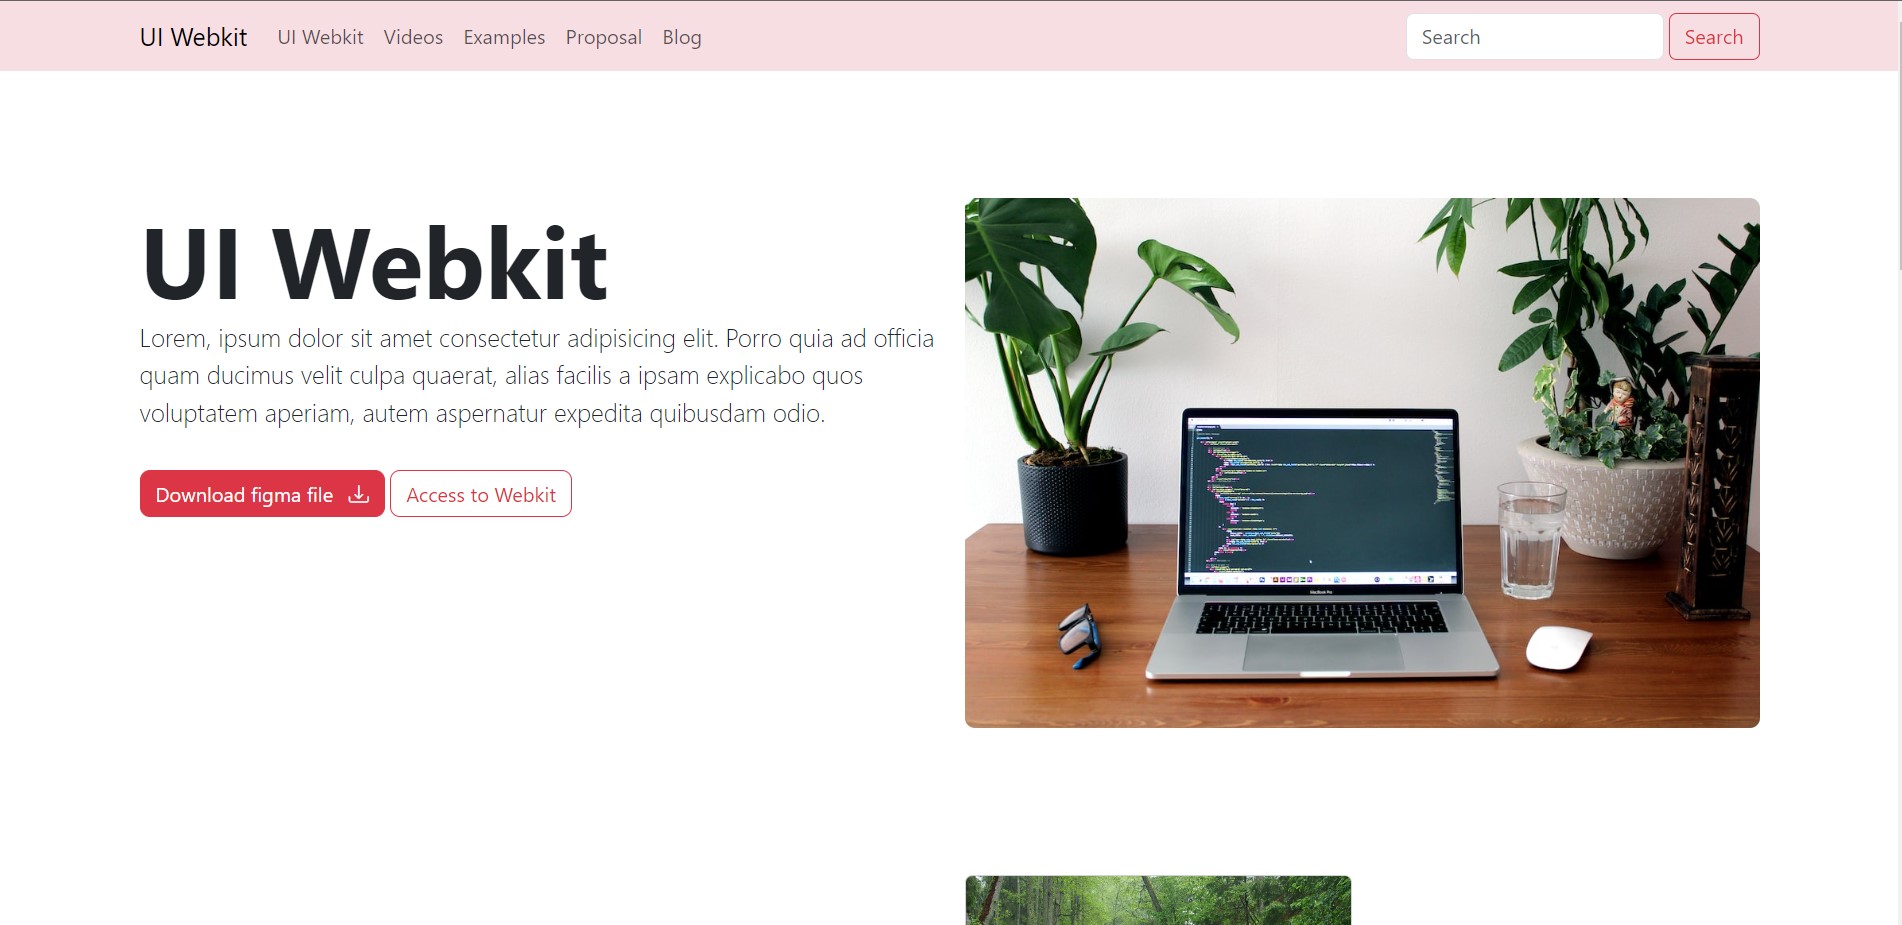 UI Webkit UI Webkit Videos Examples Proposal Blog Search Search
UI Webkit
Lorem, ipsum dolor sit amet consectetur adipisicing elit. Porro quia ad officia
quam ducimus velit culpa quaerat, alias facilis a ipsam explicabo quos
voluptatem aperiam, autem aspernatur expedita quibusdam odio.
Download figma file Access to Webkit
MacBook Pro